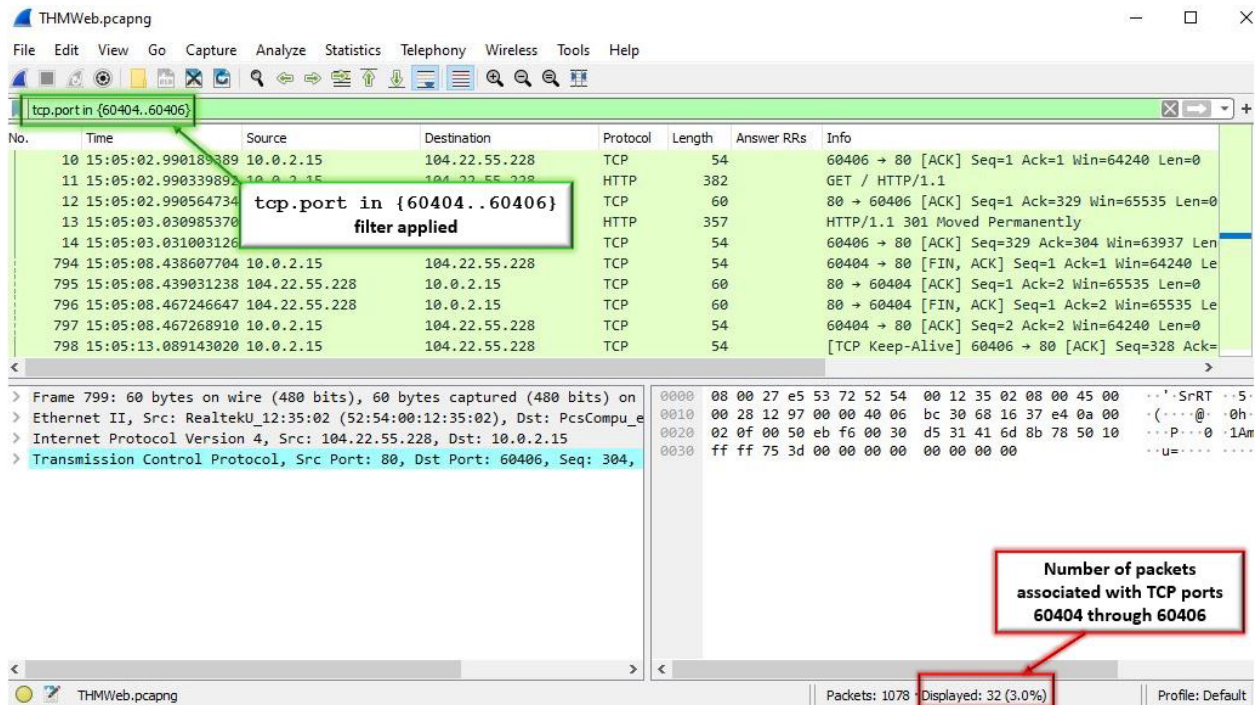 THMWeb.pcapng
File Edit View Go Capture Analyze Statistics Telephony Wireless Tools Help
tcp.port in {60404..60406}
No. Time Source Destination Protocol Length Answer RRs Info
10 15:05:02.990189389 10.0.2.15 104.22.55.228 TCP 54 60406 → 80 [ACK] Seq=1 Ack=1 Win=64240 Len=0
11 15:05:02.990339892 10.0.2.15 104.22.55.228 HTTP 382 GET / HTTP/1.1
12 15:05:02.990564734 TCP 60 80 → 60406 [ACK] Seq=1 Ack=329 Win=65535 Len=0
13 15:05:03.030985370 HTTP 357 HTTP/1.1 301 Moved Permanently
14 15:05:03.031003126 TCP 54 60406 → 80 [ACK] Seq=329 Ack=304 Win=63937 Len
tcp.port in {60404..60406}
filter applied
794 15:05:08.438607704 10.0.2.15 104.22.55.228 TCP 54 60404 → 80 [FIN, ACK] Seq=1 Ack=1 Win=64240 Le
795 15:05:08.439031238 104.22.55.228 10.0.2.15 TCP 60 80 → 60404 [ACK] Seq=1 Ack=2 Win=65535 Len=0
796 15:05:08.467246647 104.22.55.228 10.0.2.15 TCP 60 80 → 60404 [FIN, ACK] Seq=1 Ack=2 Win=65535 Le
797 15:05:08.467268910 10.0.2.15 104.22.55.228 TCP 54 60404 → 80 [ACK] Seq=2 Ack=2 Win=64240 Len=0
798 15:05:13.089143020 10.0.2.15 104.22.55.228 TCP 54 [TCP Keep-Alive] 60406 → 80 [ACK] Seq=328 Ack=
Frame 799: 60 bytes on wire (480 bits), 60 bytes captured (480 bits) on
Ethernet II, Src: RealtekU_12:35:02 (52:54:00:12:35:02), Dst: PcsCompu_e
Internet Protocol Version 4, Src: 104.22.55.228, Dst: 10.0.2.15
Transmission Control Protocol, Src Port: 80, Dst Port: 60406, Seq: 304,
0000 08 00 27 e5 53 72 52 54 00 12 35 02 08 00 45 00 ··'·SrRT ··5·
0010 00 28 12 97 00 00 40 06 bc 30 68 16 37 e4 0a 00 ·(····@· ·0h·
0020 02 0f 00 50 eb f6 00 30 d5 31 41 6d 8b 78 50 10 ···P···0 ·1Am
0030 ff ff 75 3d 00 00 00 00 00 00 00 00 ··u=···· ····
Number of packets
associated with TCP ports
60404 through 60406
THMWeb.pcapng Packets: 1078 · Displayed: 32 (3.0%) Profile: Default